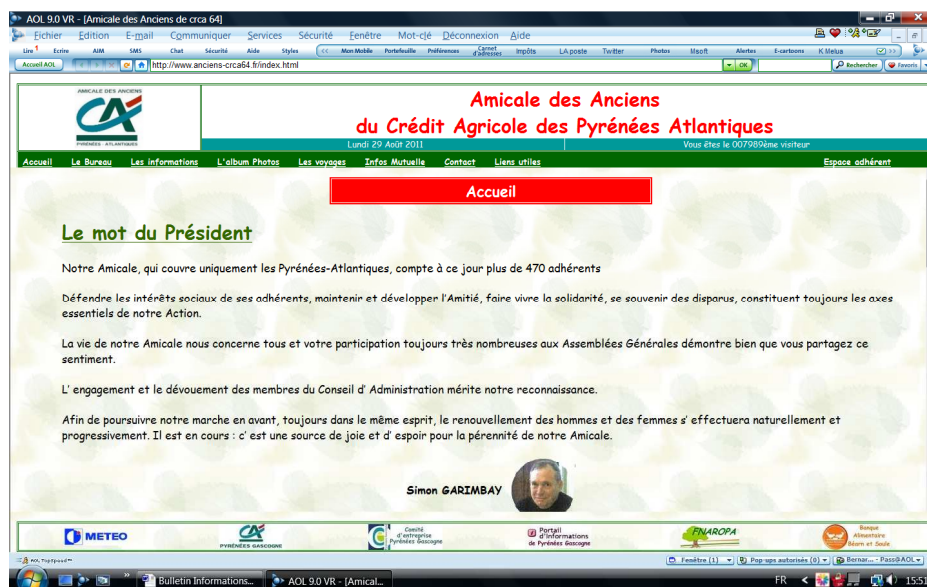 AOL 9.0 VR - [Amicale des Anciens de crca 64]
Fichier Edition E-mail Communiquer Services Sécurité Fenêtre Mot-clé Déconnexion Aide
Lire 1 Ecrire AIM SMS Chat Sécurité Aide Styles << Mon Mobile Portefeuille Préférences Carnet d'adresses Impôts LA poste Twitter Photos Msoft Alertes E-cartoons K Melus >>
Accueil AOL http://www.anciens-crca64.fr/index.html OK Rechercher Favoris
AMICALE DES ANCIENS
CA
PYRÉNÉES - ATLANTIQUES
Amicale des Anciens
du Crédit Agricole des Pyrénées Atlantiques
Lundi 29 Août 2011 Vous êtes le 007989ème visiteur
Accueil Le Bureau Les informations L'album Photos Les voyages Infos Mutuelle Contact Liens utiles Espace adhérent
Accueil
Le mot du Président
Notre Amicale, qui couvre uniquement les Pyrénées-Atlantiques, compte à ce jour plus de 470 adhérents
Défendre les intérêts sociaux de ses adhérents, maintenir et développer l'Amitié, faire vivre la solidarité, se souvenir des disparus, constituent toujours les axes
essentiels de notre Action.
La vie de notre Amicale nous concerne tous et votre participation toujours très nombreuses aux Assemblées Générales démontre bien que vous partagez ce
sentiment.
L' engagement et le dévouement des membres du Conseil d' Administration mérite notre reconnaissance.
Afin de poursuivre notre marche en avant, toujours dans le même esprit, le renouvellement des hommes et des femmes s' effectuera naturellement et
progressivement. Il est en cours : c' est une source de joie et d' espoir pour la pérennité de notre Amicale.
Simon GARIMBAY
METEO
CA
PYRÉNÉES GASCOGNE
Comité
d'entreprise
Pyrénées Gascogne
Portail
d'Informations
de Pyrénées Gascogne
FNAROPA
Banque
Alimentaire
Béarn et Soule
AOL TopSpeed™ Fenêtre (1) Pop-ups autorisés (0) Bernar... - Pass@AOL
Bulletin Informations... AOL 9.0 VR - [Amical... FR < 15:51